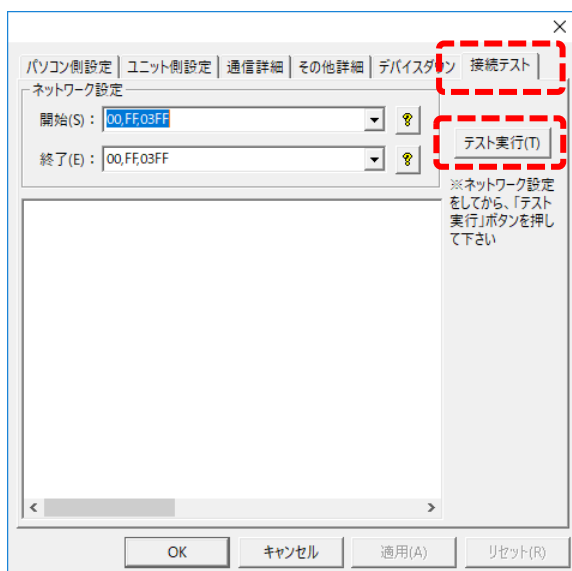 パソコン側設定 ユニット側設定 通信詳細 その他詳細 デバイスダウン 接続テスト
ネットワーク設定
開始(S)： 00,FF,03FF
テスト実行(T)
終了(E)： 00,FF,03FF
※ネットワーク設定
をしてから、「テスト
実行」ボタンを押し
て下さい
OK キャンセル 適用(A) リセット(R)